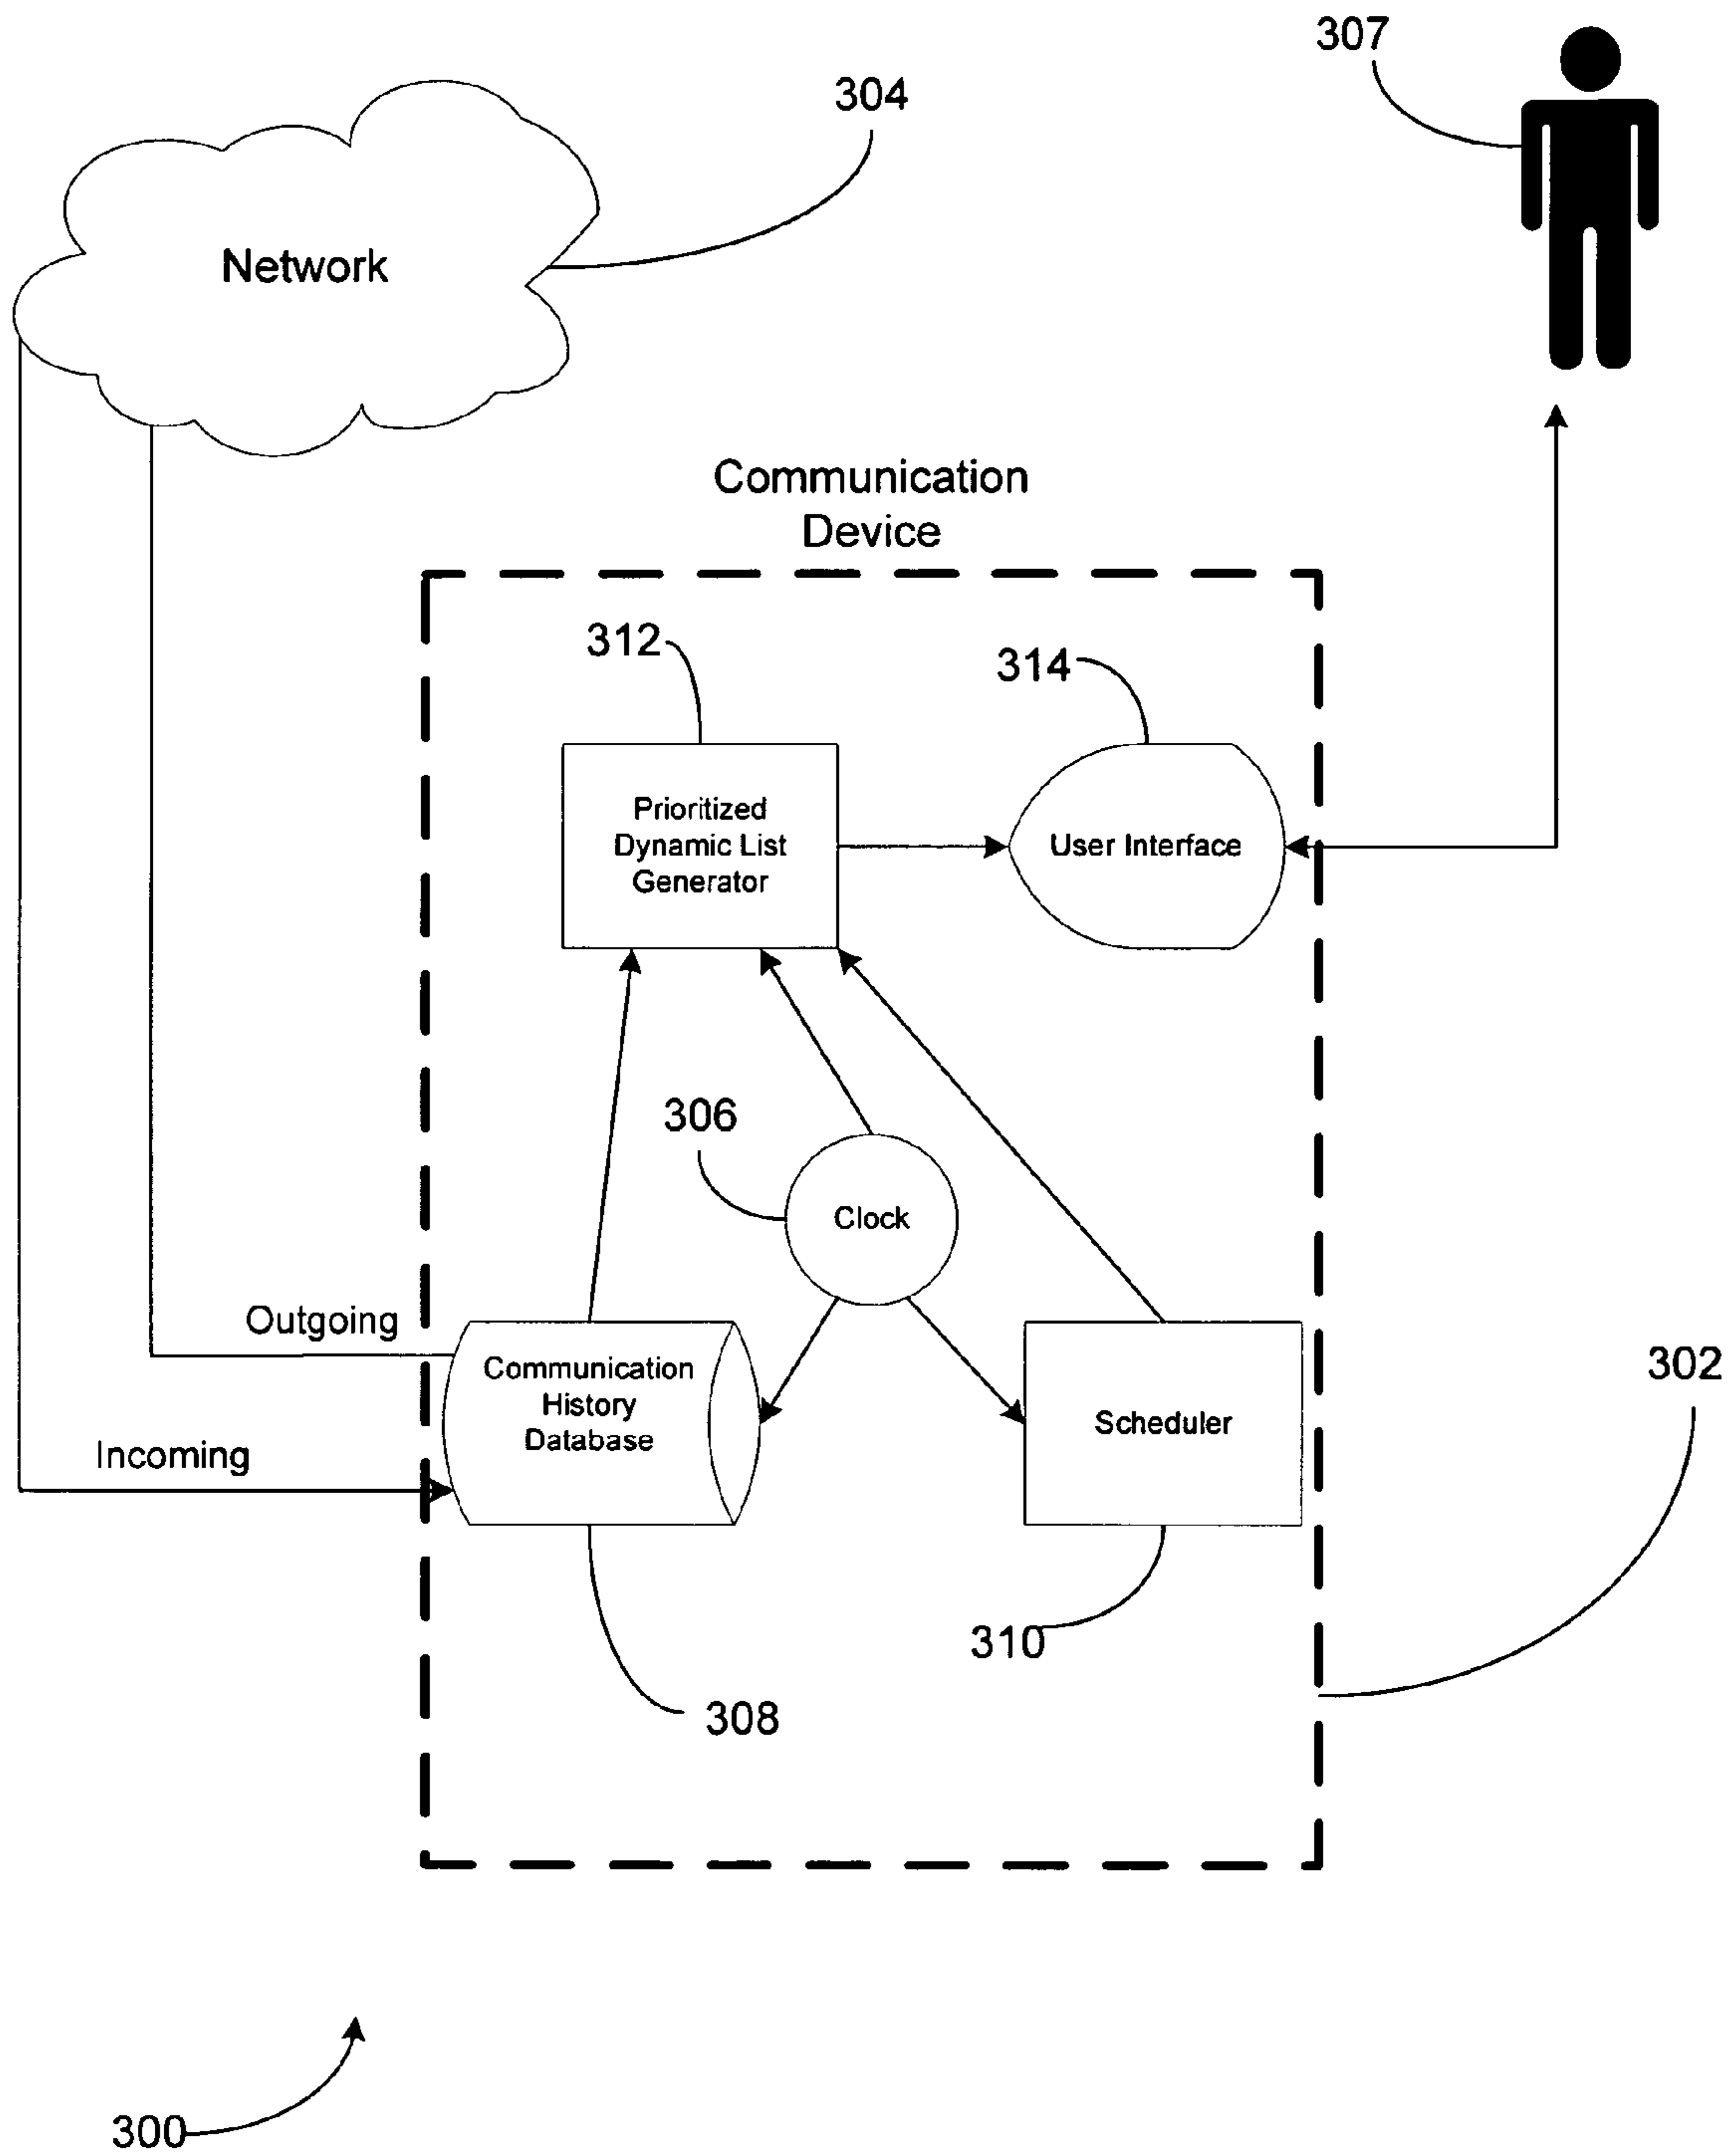 307
304
Network
Communication
Device
312
314
Prioritized
Dynamic List
Generator
User Interface
306
Clock
Outgoing
Communication
History
Database
Scheduler
302
Incoming
310
308
300